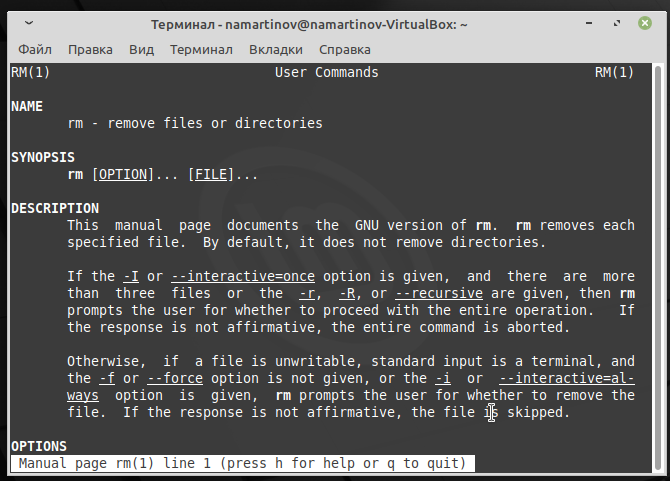 Терминал - namartinov@namartinov-VirtualBox: ~
Файл Правка Вид Терминал Вкладки Справка
RM(1) User Commands RM(1)
NAME
rm - remove files or directories
SYNOPSIS
rm [OPTION]... [FILE]...
DESCRIPTION
This manual page documents the GNU version of rm. rm removes each
specified file. By default, it does not remove directories.
If the -I or --interactive=once option is given, and there are more
than three files or the -r, -R, or --recursive are given, then rm
prompts the user for whether to proceed with the entire operation. If
the response is not affirmative, the entire command is aborted.
Otherwise, if a file is unwritable, standard input is a terminal, and
the -f or --force option is not given, or the -i or --interactive=al-
ways option is given, rm prompts the user for whether to remove the
file. If the response is not affirmative, the file is skipped.
OPTIONS
Manual page rm(1) line 1 (press h for help or q to quit)